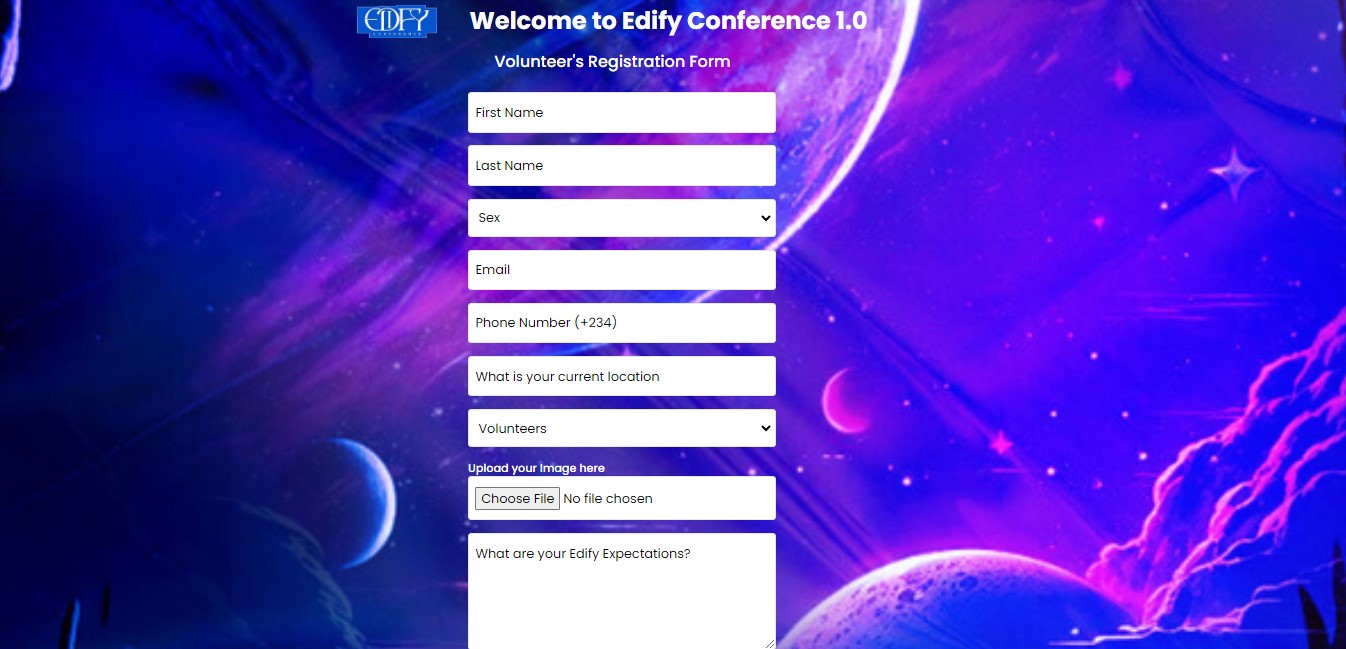 EDIFY
CONFERENCE
Welcome to Edify Conference 1.0
Volunteer's Registration Form
First Name
Last Name
Sex
Email
Phone Number (+234)
What is your current location
Volunteers
Upload your image here
Choose File No file chosen
What are your Edify Expectations?